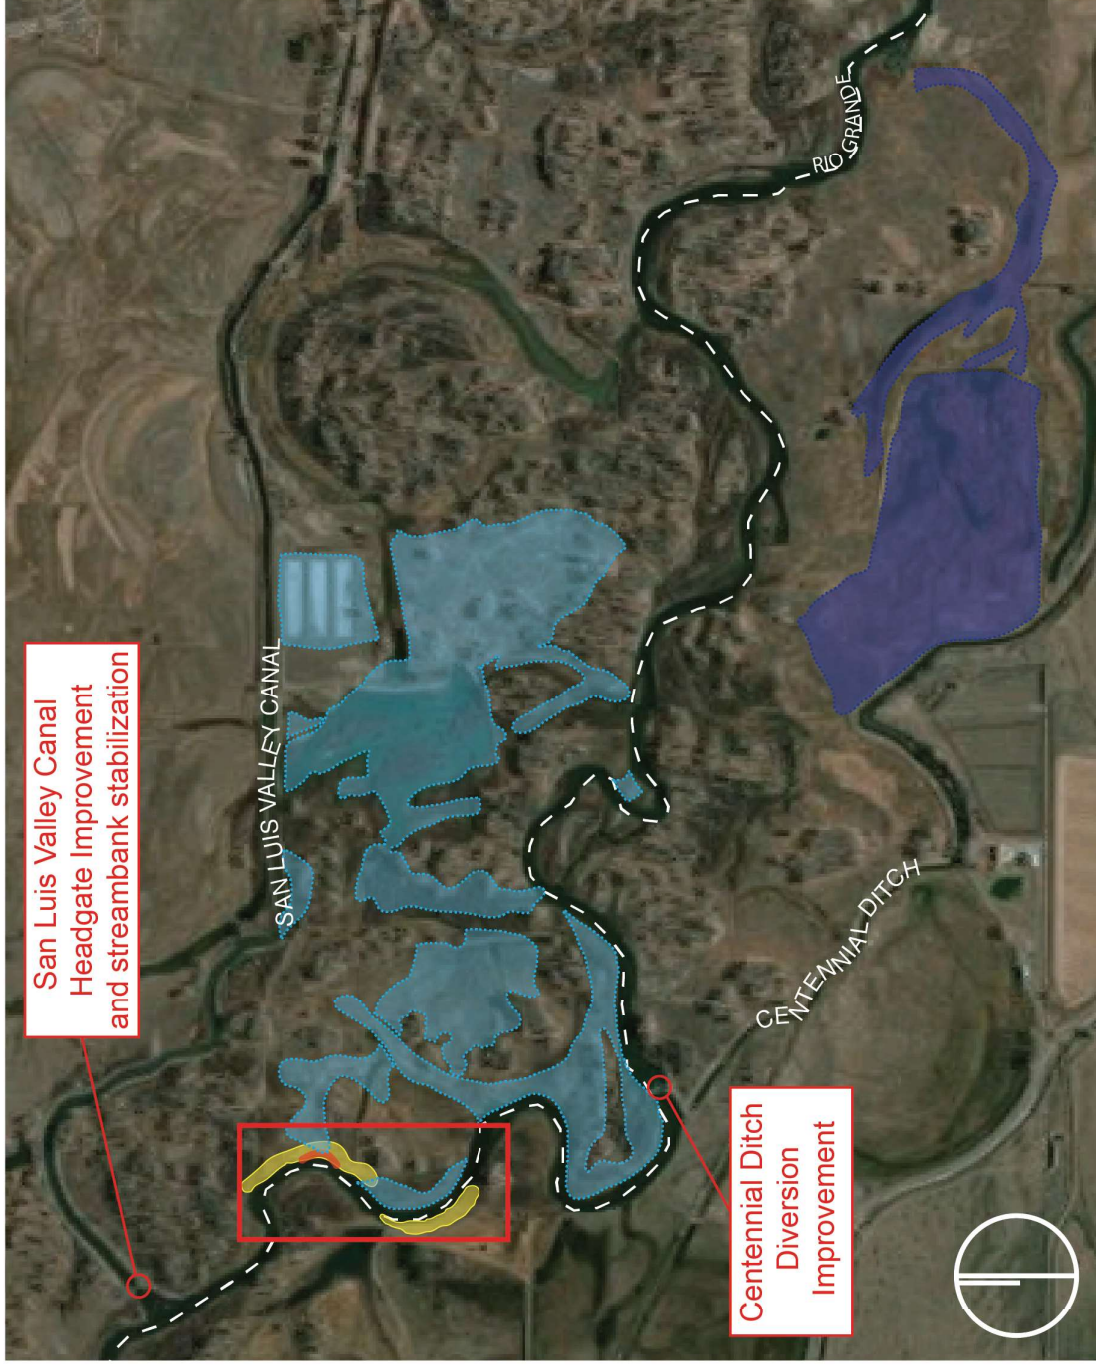 San Luis Valley Canal
Headgate Improvement
and streambank stabilization
SAN LUIS VALLEY CANAL
RIO GRANDE
CENTENNIAL DITCH
Centennial Ditch
Diversion
Improvement